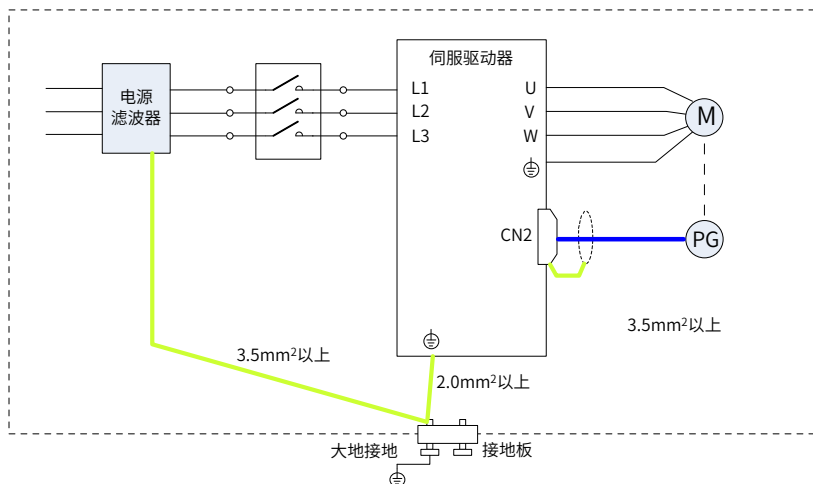 伺服驱动器
电源
滤波器
L1
L2
L3
U
V
W
M
CN2
PG
3.5mm²以上
3.5mm²以上
2.0mm²以上
大地接地
接地板